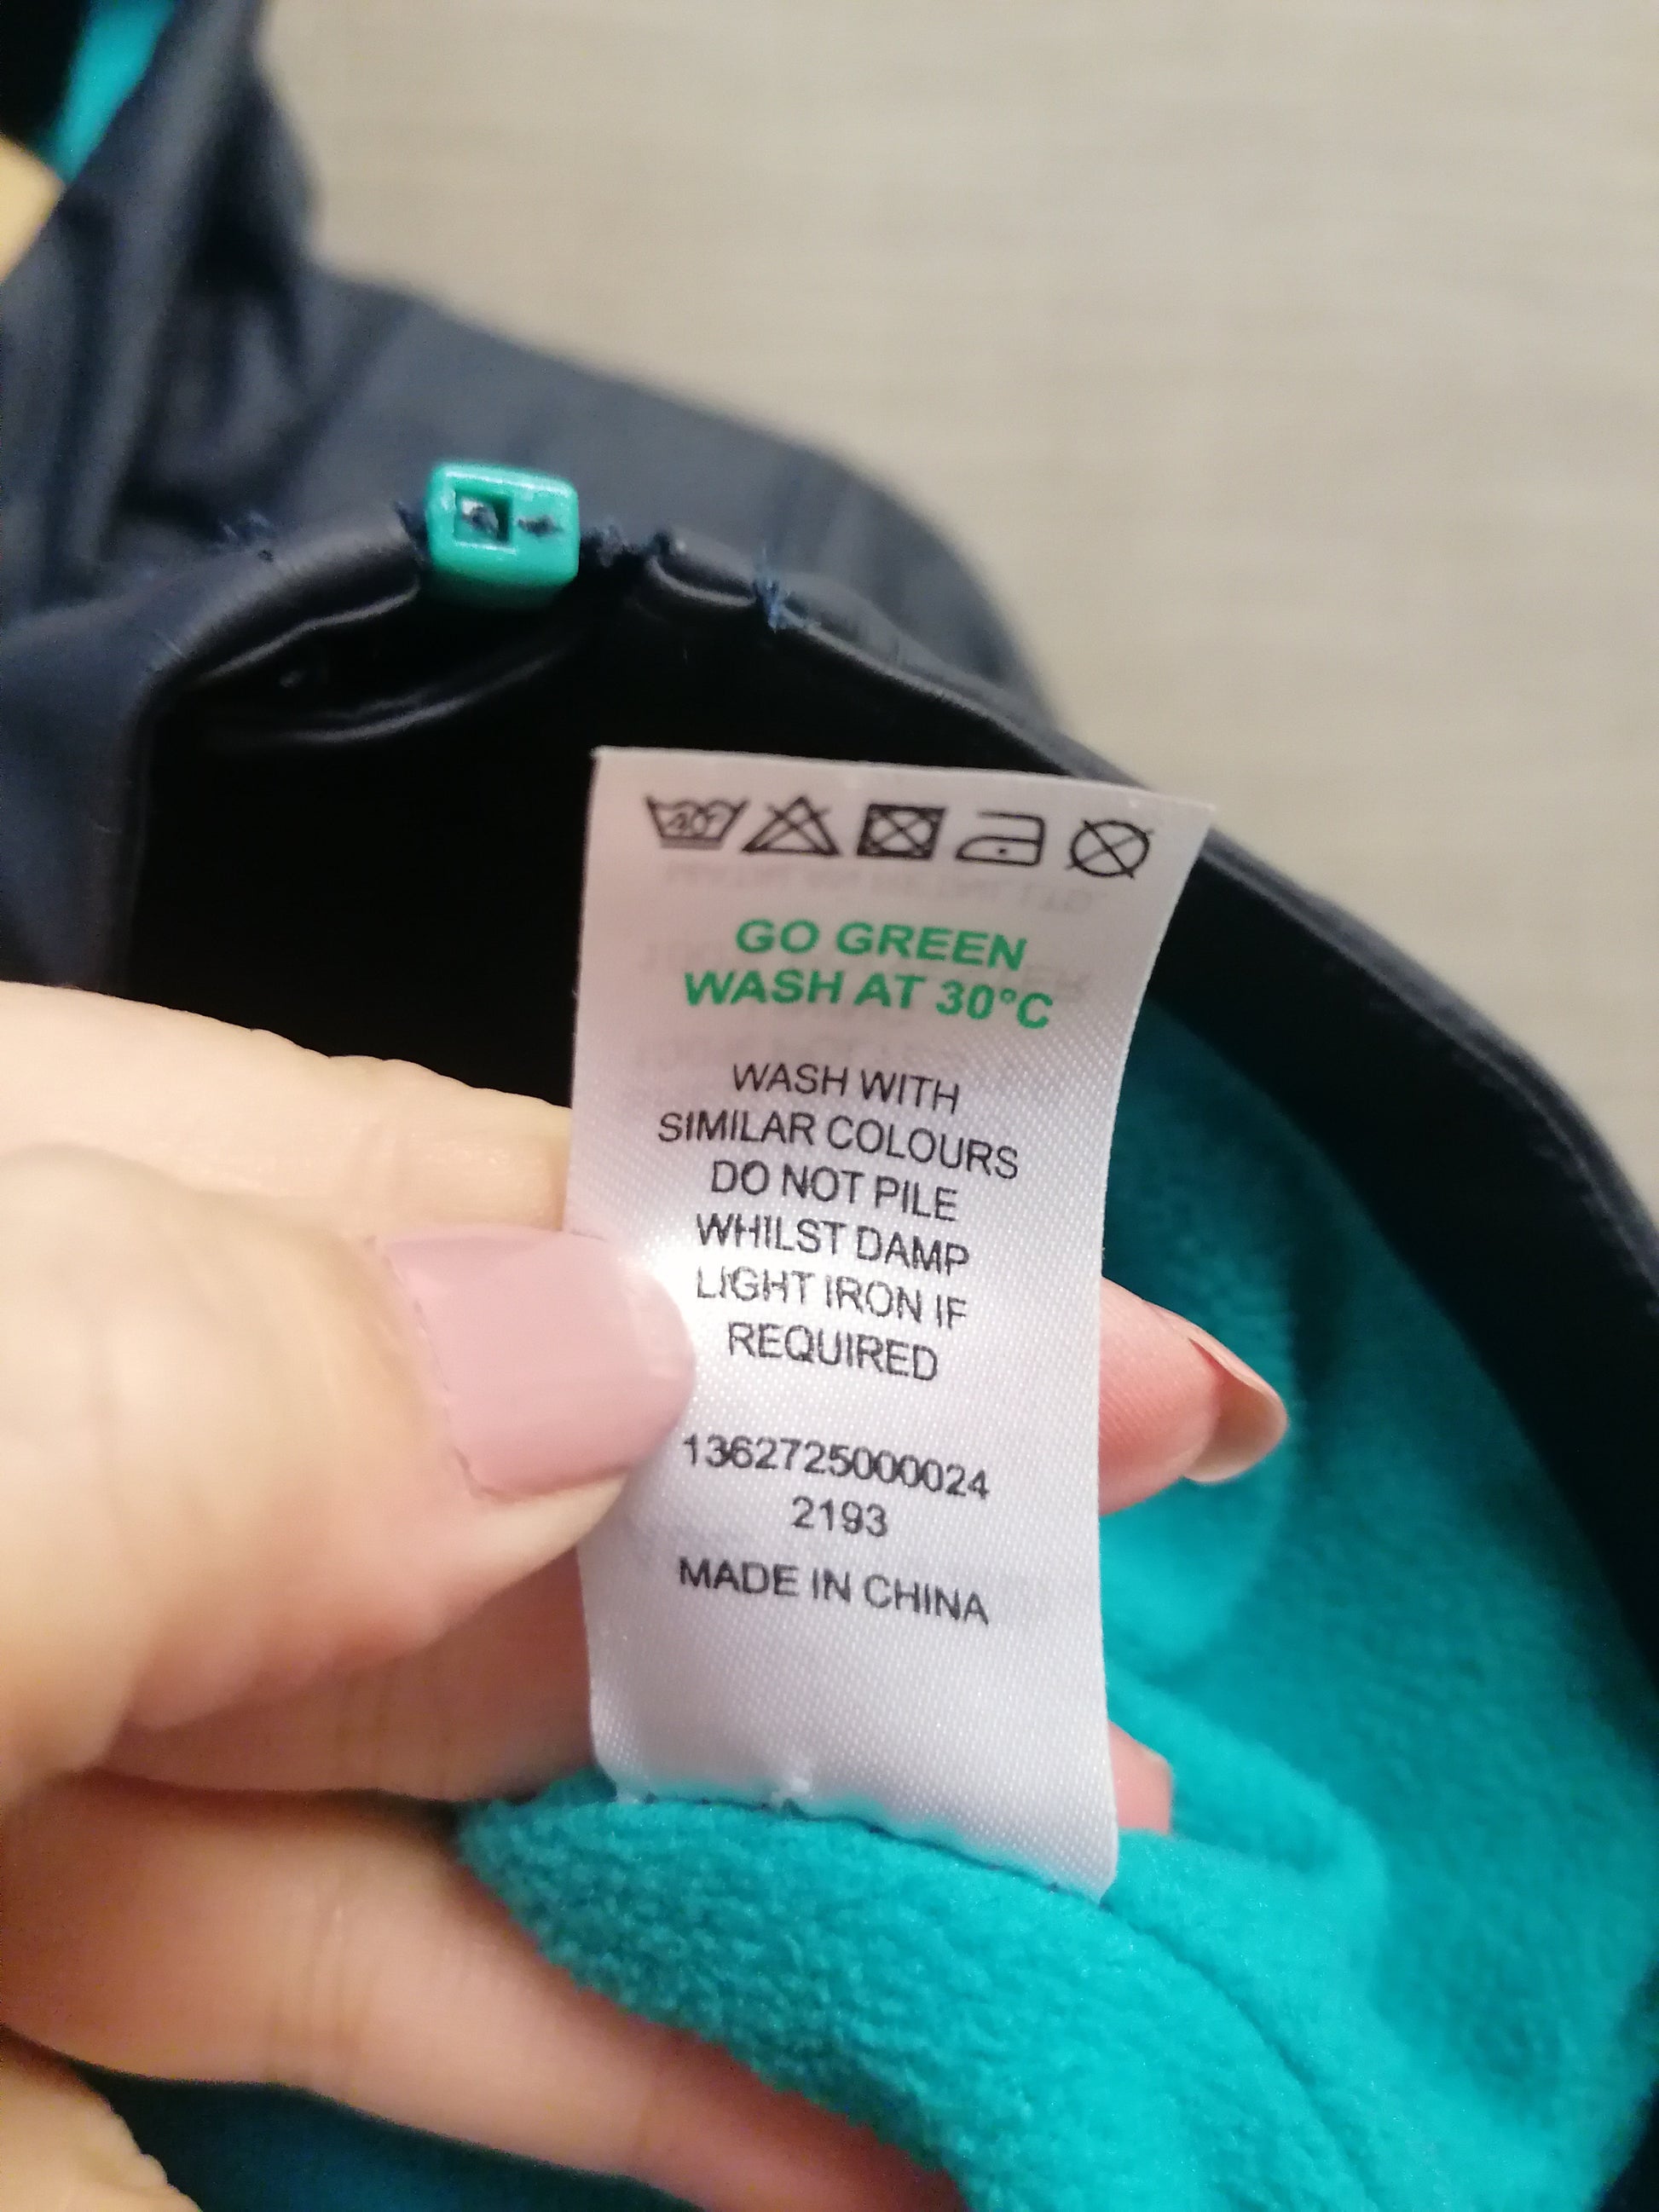 40°
GO GREEN
WASH AT 30°C
WASH WITH
SIMILAR COLOURS
DO NOT PILE
WHILST DAMP
LIGHT IRON IF
REQUIRED
1362725000024
2193
MADE IN CHINA